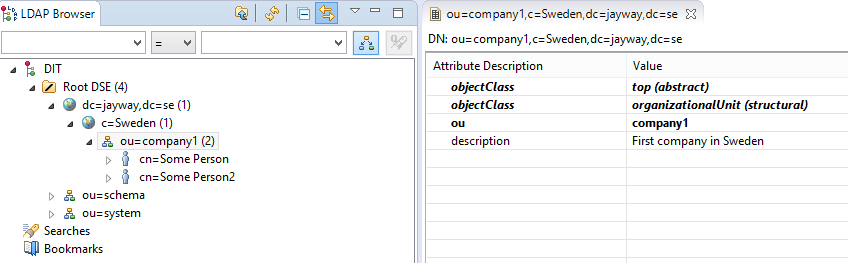 LDAP Browser
=
DIT
Root DSE (4)
dc=jayway,dc=se (1)
c=Sweden (1)
ou=company1 (2)
cn=Some Person
cn=Some Person2
ou=schema
ou=system
Searches
Bookmarks
ou=company1,c=Sweden,dc=jayway,dc=se
DN: ou=company1,c=Sweden,dc=jayway,dc=se
Attribute Description Value
objectClass top (abstract)
objectClass organizationalUnit (structural)
ou company1
description First company in Sweden